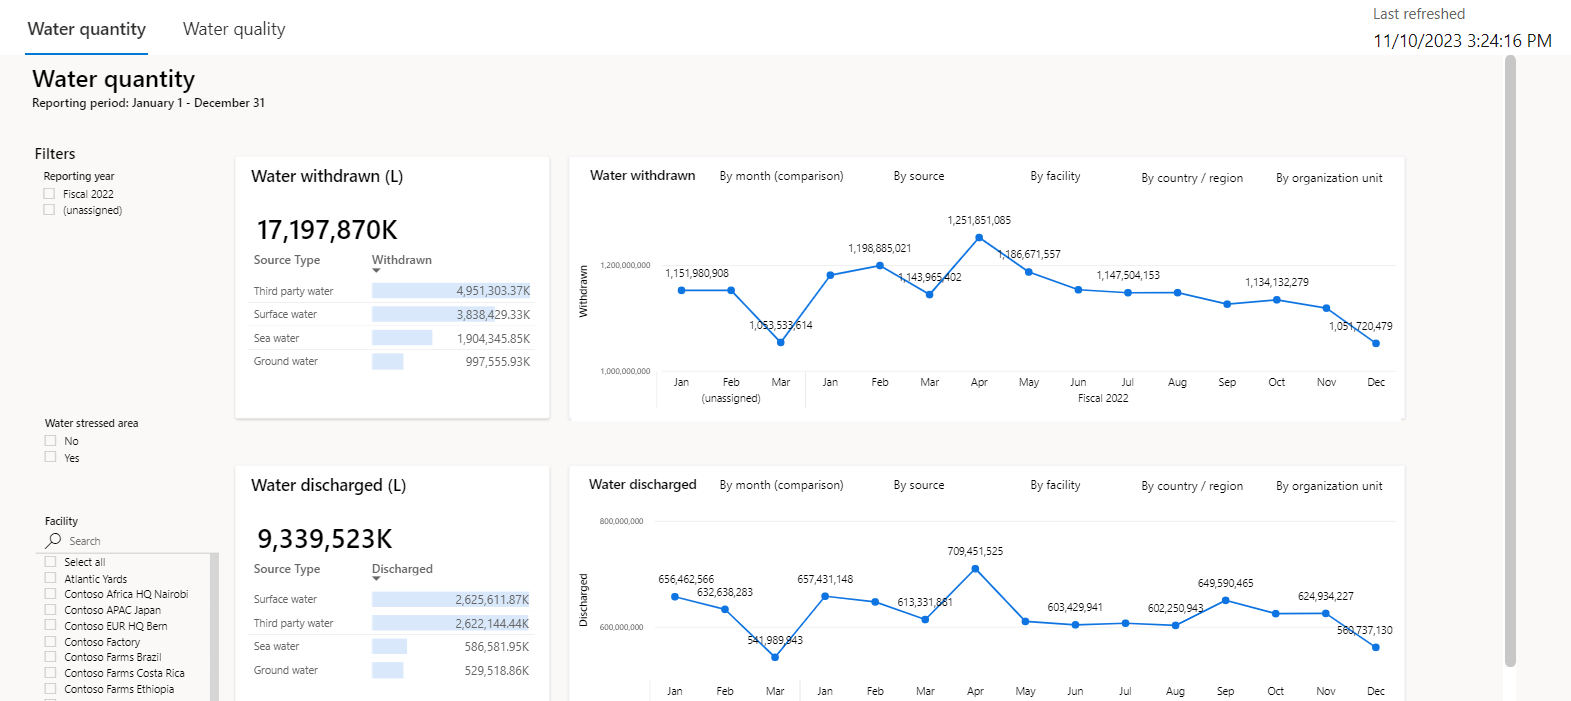 Water quantity Water quality
Last refreshed
11/10/2023 3:24:16 PM
Water quantity
Reporting period: January 1 - December 31
Filters
Reporting year
Fiscal 2022
(unassigned)
Water stressed area
No
Yes
Facility
Search
Select all
Atlantic Yards
Contoso Africa HQ Nairobi
Contoso APAC Japan
Contoso EUR HQ Bern
Contoso Factory
Contoso Farms Brazil
Contoso Farms Costa Rica
Contoso Farms Ethiopia
Water withdrawn (L)
17,197,870K
Source Type Withdrawn
Third party water 4,951,303.37K
Surface water 3,838,429.33K
Sea water 1,904,345.85K
Ground water 997,555.93K
Water withdrawn By month (comparison) By source By facility By country / region By organization unit
Withdrawn
1,200,000,000
1,000,000,000
1,151,980,908
1,053,533,614
1,198,885,021
1,143,965,402
1,251,851,085
1,186,671,557
1,147,504,153
1,134,132,279
1,051,720,479
Jan Feb Mar Jan Feb Mar Apr May Jun Jul Aug Sep Oct Nov Dec
(unassigned) Fiscal 2022
Water discharged (L)
9,339,523K
Source Type Discharged
Surface water 2,625,611.87K
Third party water 2,622,144.44K
Sea water 586,581.95K
Ground water 529,518.86K
Water discharged By month (comparison) By source By facility By country / region By organization unit
Discharged
800,000,000
600,000,000
656,462,566
632,638,283
541,989,943
657,431,148
613,331,881
709,451,525
603,429,941
602,250,943
649,590,465
624,934,227
560,737,130
Jan Feb Mar Jan Feb Mar Apr May Jun Jul Aug Sep Oct Nov Dec